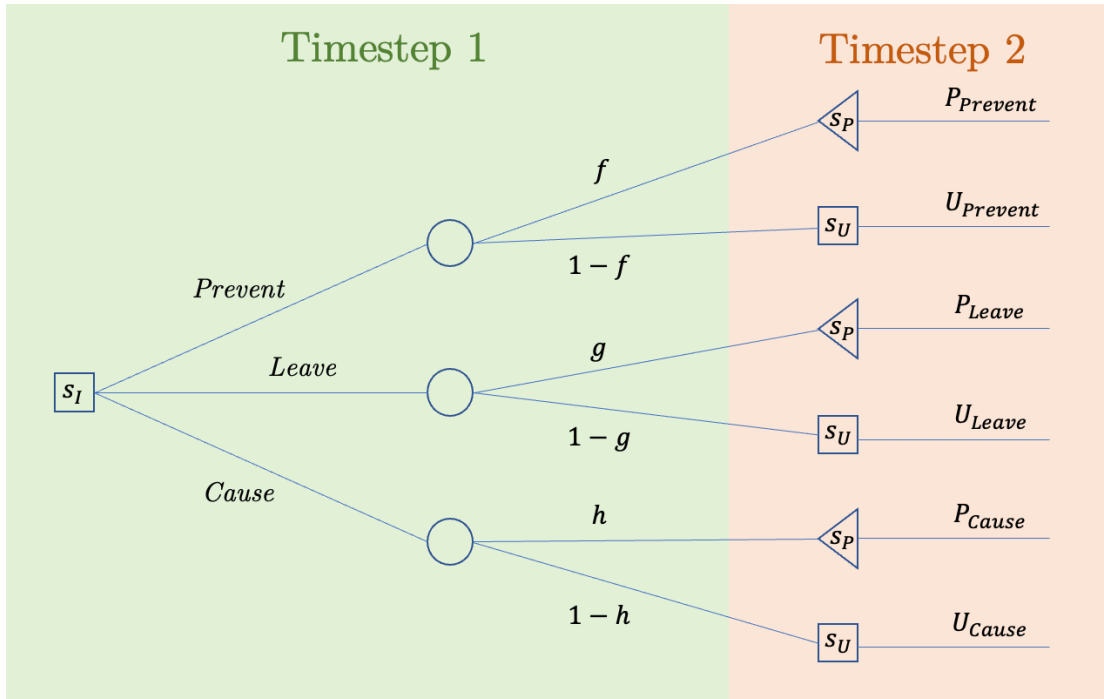 Timestep 1
Timestep 2
s_P
P_Prevent
f
s_U
U_Prevent
1 − f
Prevent
s_P
P_Leave
g
Leave
s_I
s_U
U_Leave
1 − g
Cause
s_P
P_Cause
h
1 − h
s_U
U_Cause